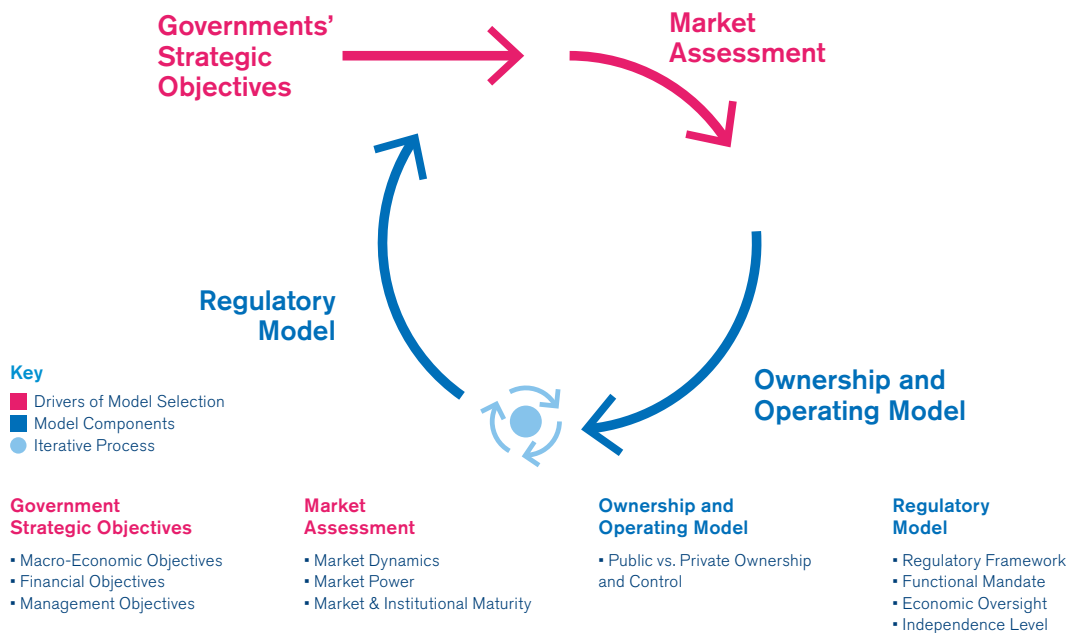 Governments’
Strategic
Objectives
Market
Assessment
Regulatory
Model
Ownership and
Operating Model
Key
Drivers of Model Selection
Model Components
Iterative Process
Government
Strategic Objectives
▪ Macro-Economic Objectives
▪ Financial Objectives
▪ Management Objectives
Market
Assessment
▪ Market Dynamics
▪ Market Power
▪ Market & Institutional Maturity
Ownership and
Operating Model
▪ Public vs. Private Ownership
and Control
Regulatory
Model
▪ Regulatory Framework
▪ Functional Mandate
▪ Economic Oversight
▪ Independence Level